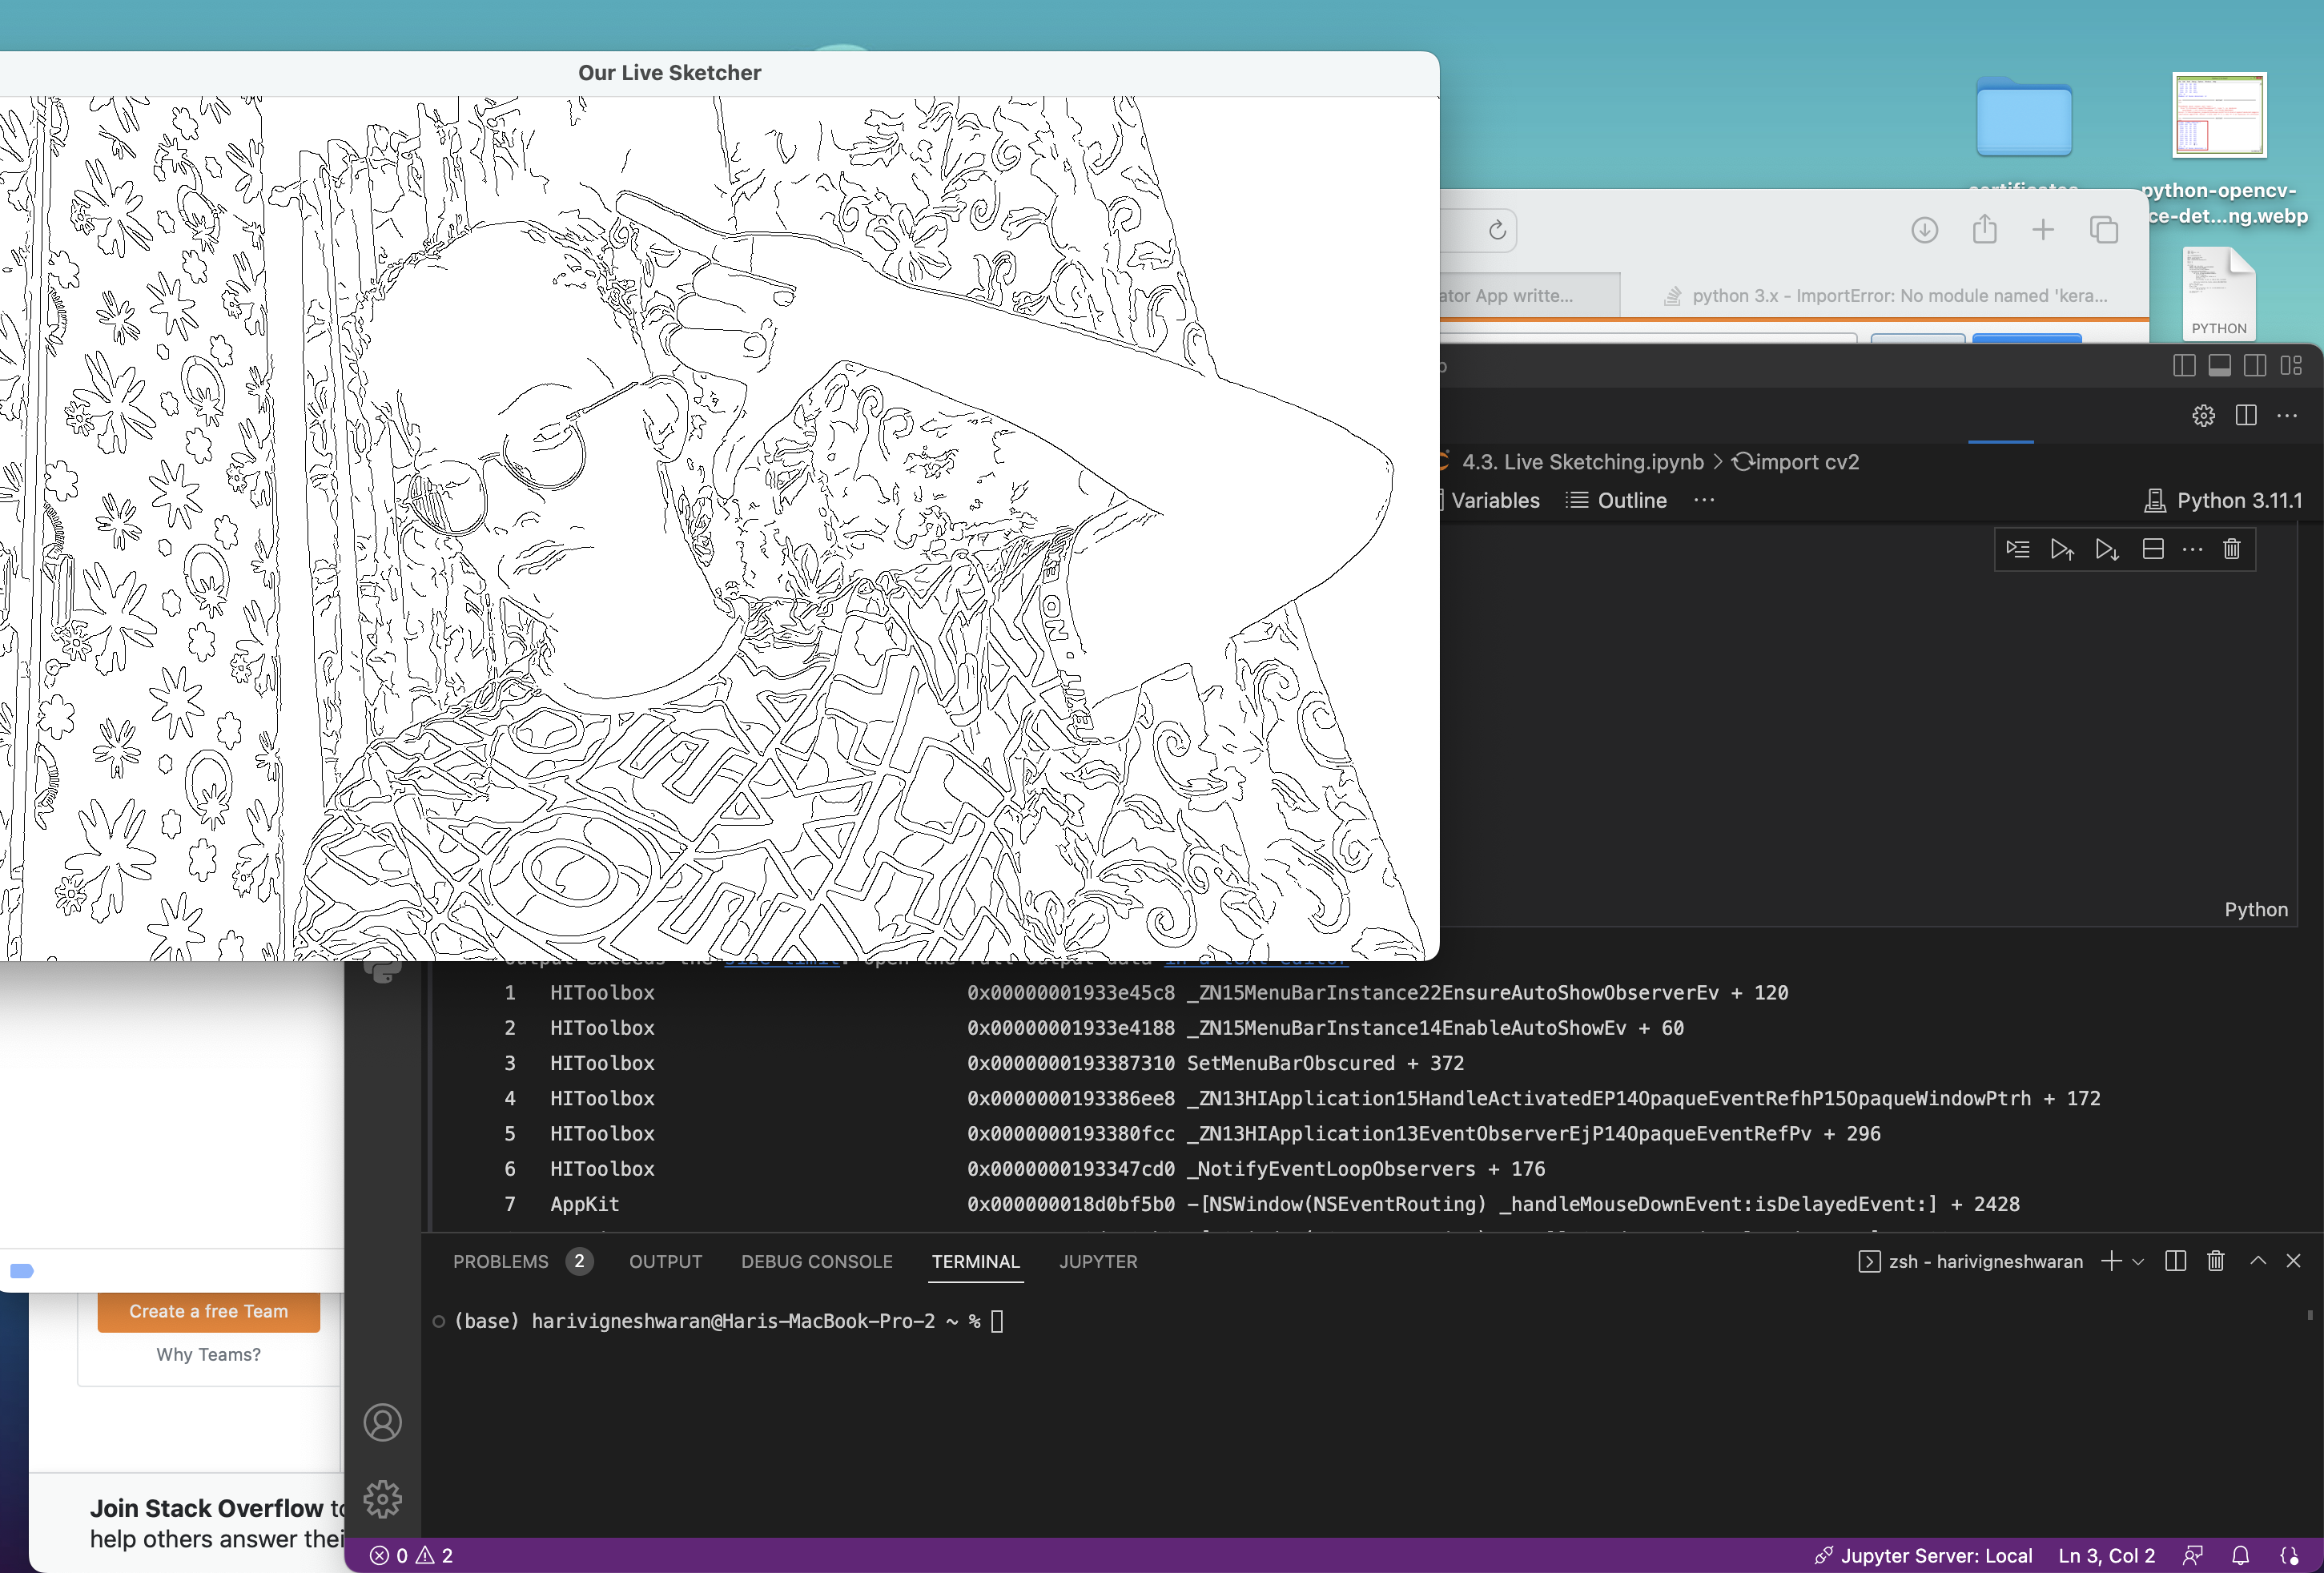 Our Live Sketcher
NO EXIT
EXIT -
python-opencv-
ce-det...ng.webp
PYTHON
ator App writte...
python 3.x - ImportError: No module named 'kera...
4.3. Live Sketching.ipynb > import cv2
Variables Outline ...
Python 3.11.1
Python
1 HIToolbox 0x00000001933e45c8 _ZN15MenuBarInstance22EnsureAutoShowObserverEv + 120
2 HIToolbox 0x00000001933e4188 _ZN15MenuBarInstance14EnableAutoShowEv + 60
3 HIToolbox 0x0000000193387310 SetMenuBarObscured + 372
4 HIToolbox 0x0000000193386ee8 _ZN13HIApplication15HandleActivatedEP14OpaqueEventRefhP15OpaqueWindowPtrh + 172
5 HIToolbox 0x0000000193380fcc _ZN13HIApplication13EventObserverEjP14OpaqueEventRefPv + 296
6 HIToolbox 0x0000000193347cd0 _NotifyEventLoopObservers + 176
7 AppKit 0x000000018d0bf5b0 -[NSWindow(NSEventRouting) _handleMouseDownEvent:isDelayedEvent:] + 2428
PROBLEMS 2 OUTPUT DEBUG CONSOLE TERMINAL JUPYTER
zsh - harivigneshwaran
(base) harivigneshwaran@Haris-MacBook-Pro-2 ~ %
Create a free Team
Why Teams?
Join Stack Overflow to
help others answer thei
0 2
Jupyter Server: Local Ln 3, Col 2